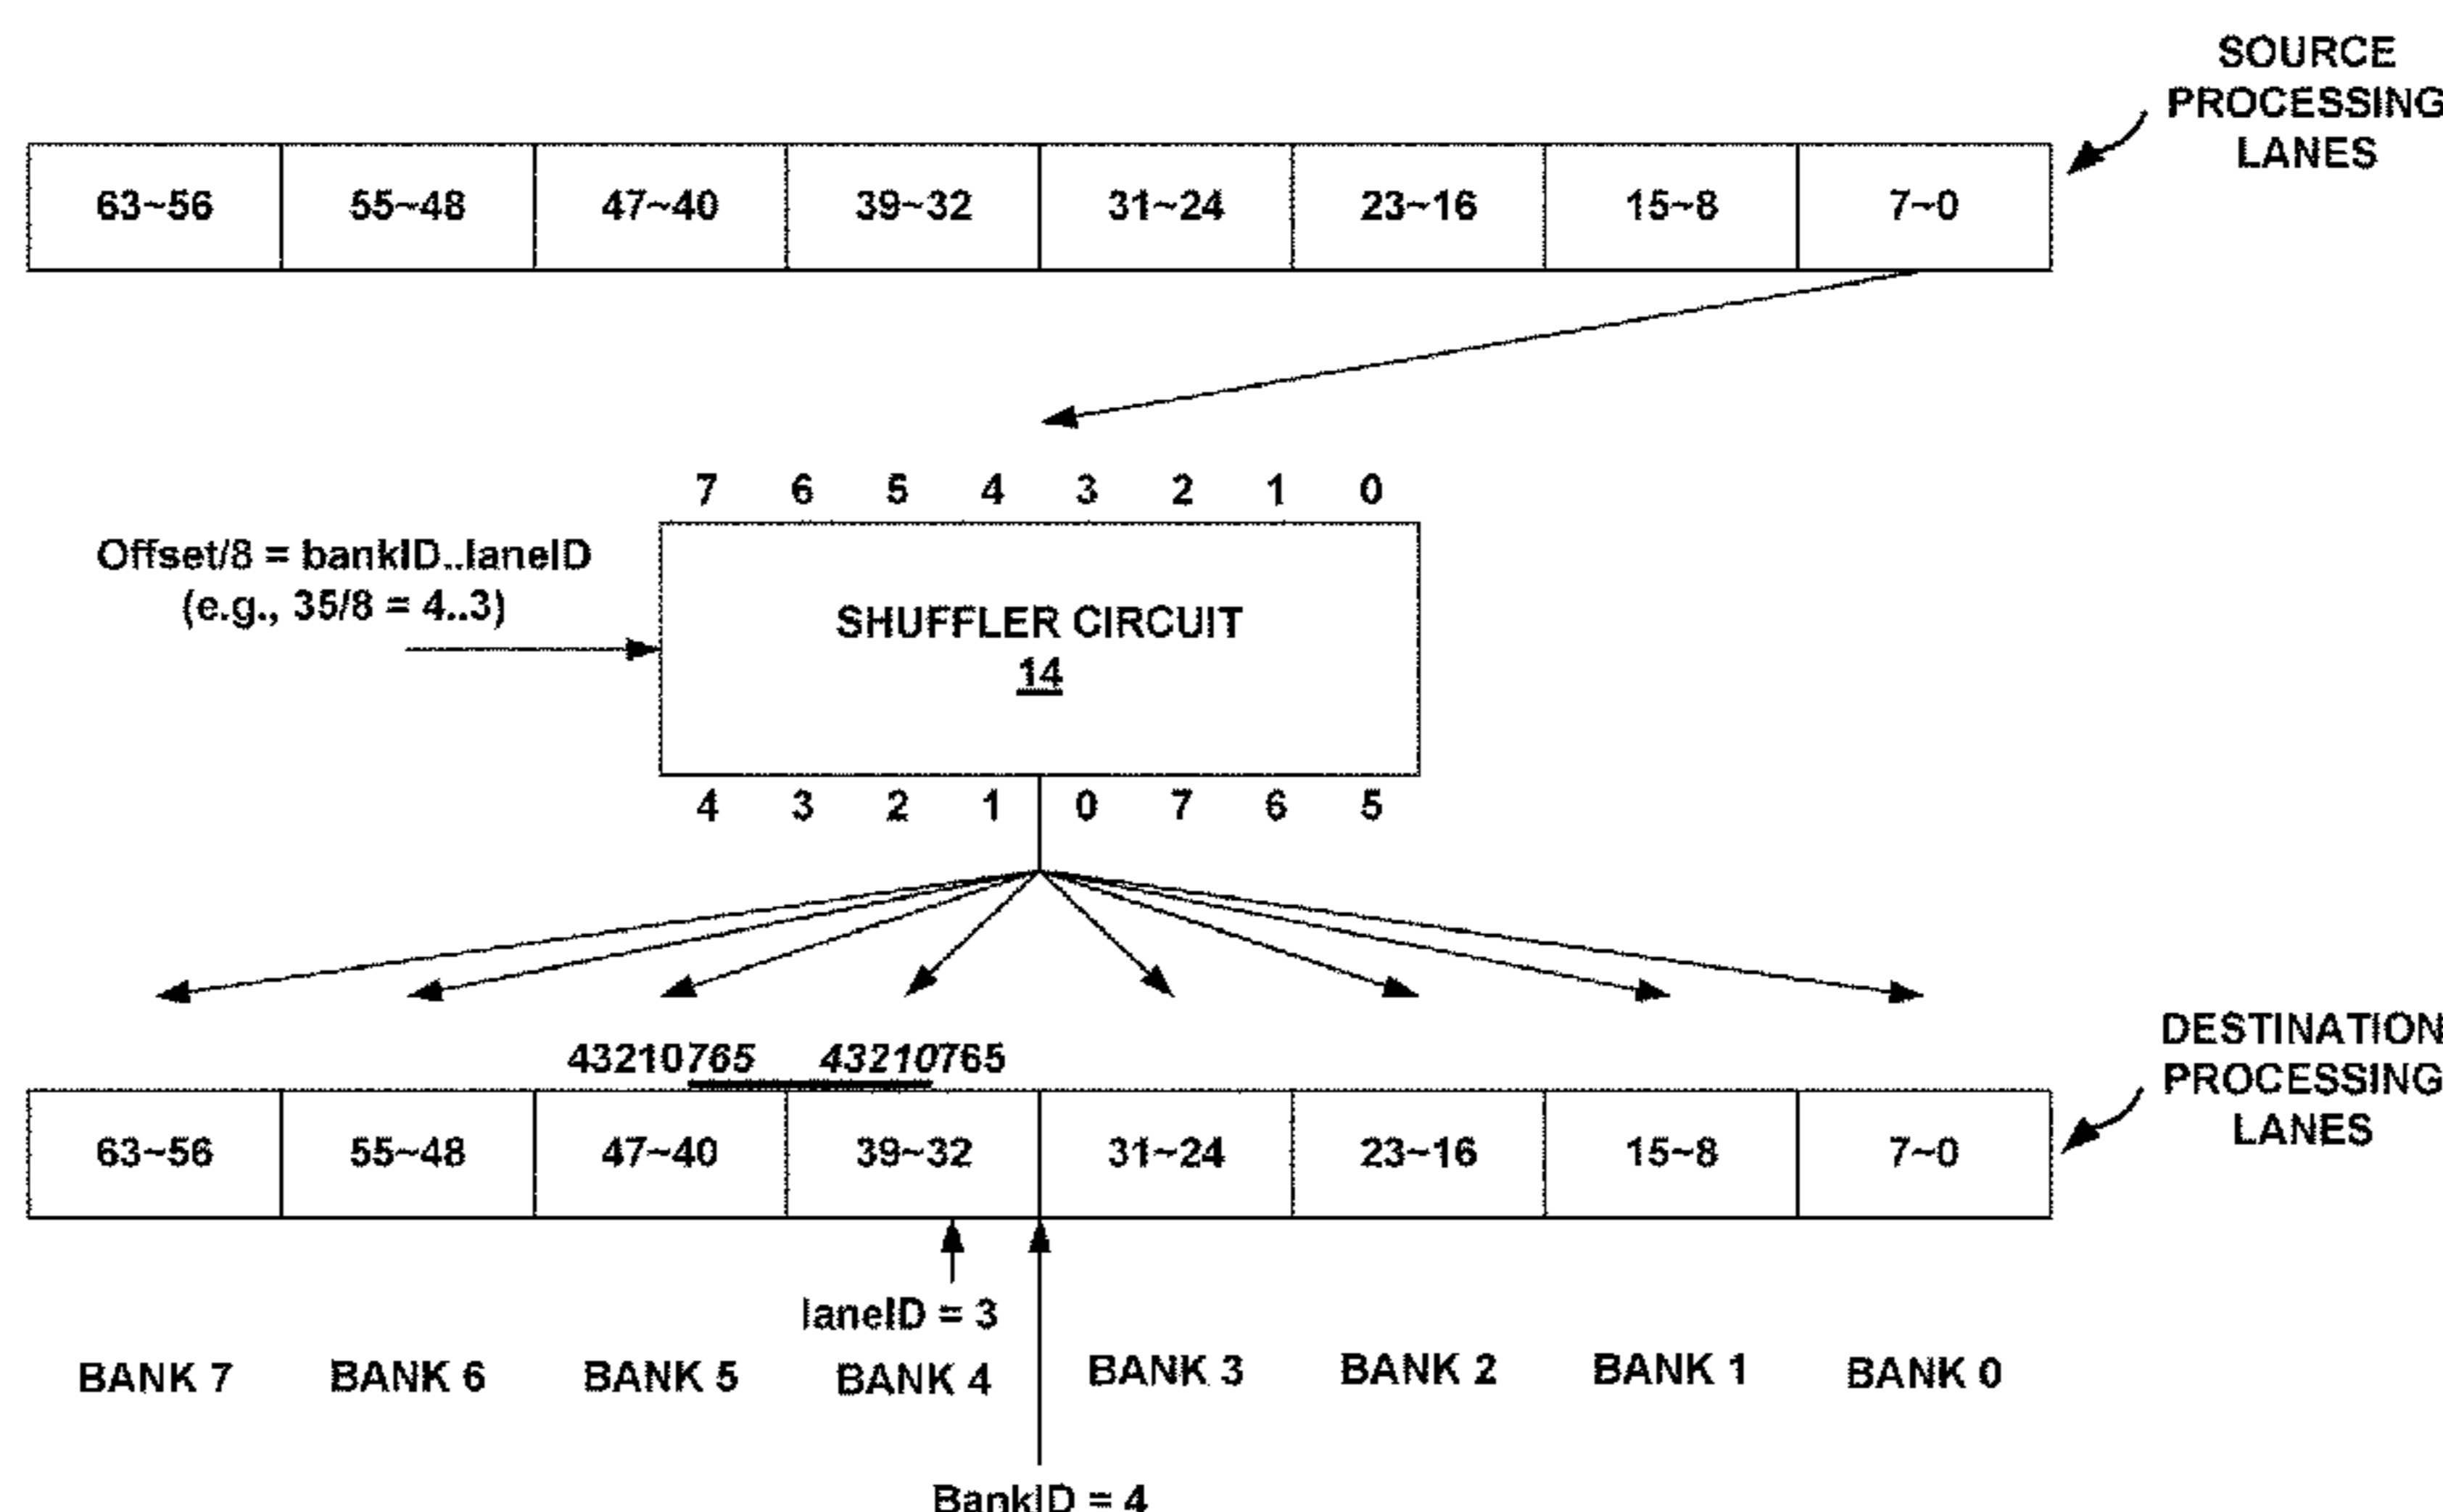 SOURCE
PROCESSING
LANES
63~56 55~48 47~40 39~32 31~24 23~16 15~8 7~0
7 6 5 4 3 2 1 0
Offset/8 = bankID..laneID
(e.g., 35/8 = 4..3)
SHUFFLER CIRCUIT
14
4 3 2 1 0 7 6 5
43210765 43210765
DESTINATION
PROCESSING
LANES
63~56 55~48 47~40 39~32 31~24 23~16 15~8 7~0
laneID = 3
BANK 7 BANK 6 BANK 5 BANK 4 BANK 3 BANK 2 BANK 1 BANK 0
BankID = 4